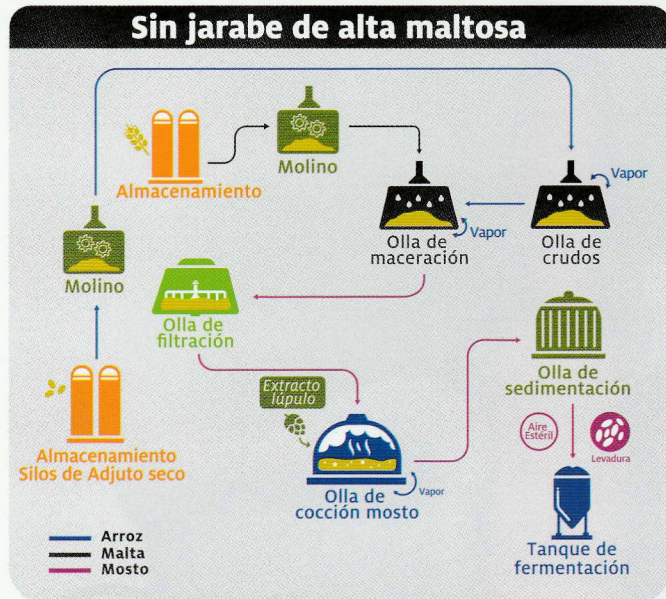 Sin jarabe de alta maltosa
Almacenamiento
Molino
Vapor
Olla de
maceración
Vapor
Olla de
crudos
Molino
Olla de
filtración
Almacenamiento
Silos de Adjuto seco
Extracto
lúpulo
Olla de
cocción mosto
Vapor
Olla de
sedimentación
Aire
Estéril
Levadura
Tanque de
fermentación
Arroz
Malta
Mosto